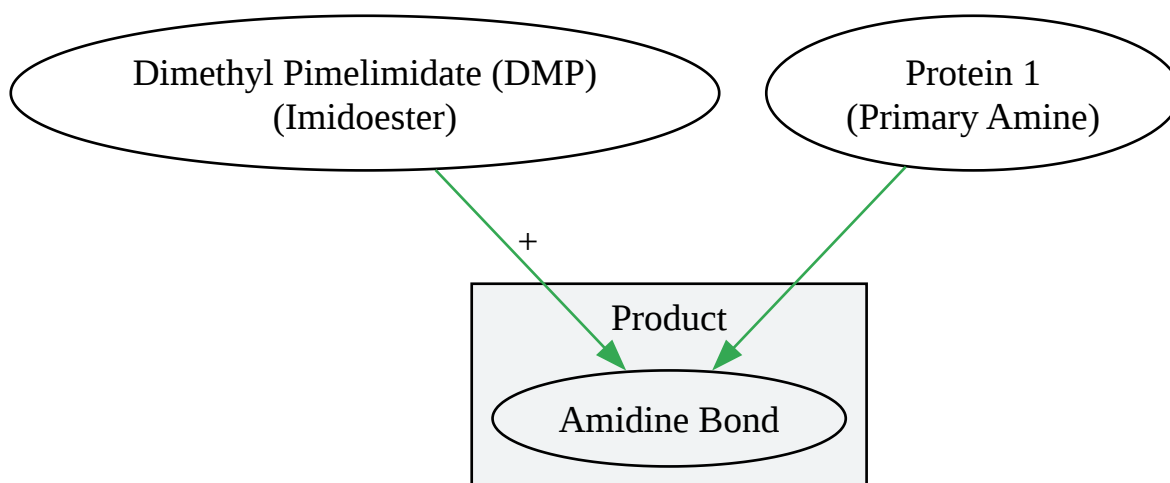 Dimethyl Pimelimidate (DMP)
(Imidoester)
Protein 1
(Primary Amine)
+
Product
Amidine Bond